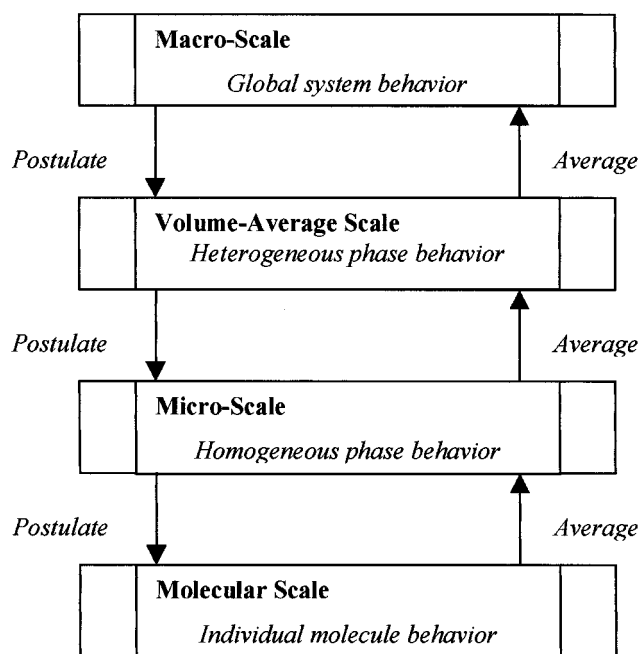 Macro-Scale
Global system behavior
Postulate
Average
Volume-Average Scale
Heterogeneous phase behavior
Postulate
Average
Micro-Scale
Homogeneous phase behavior
Postulate
Average
Molecular Scale
Individual molecule behavior